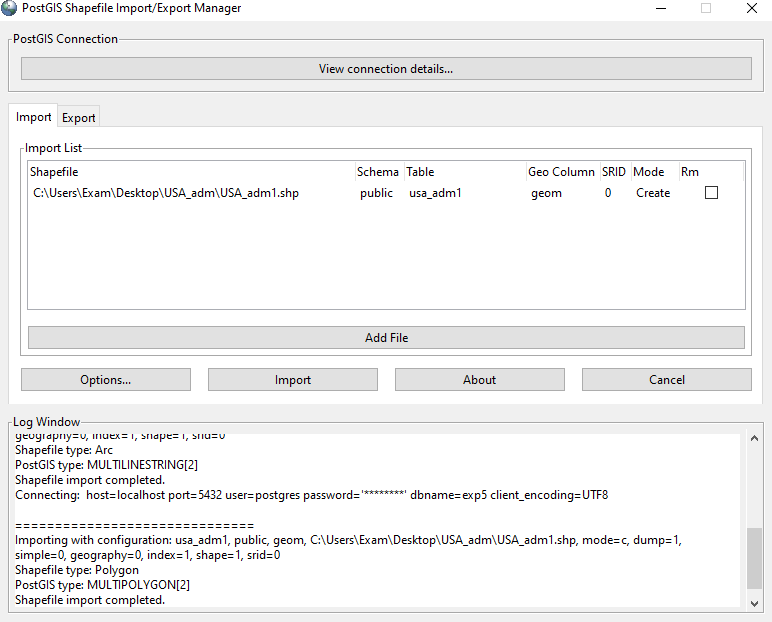 PostGIS Shapefile Import/Export Manager
PostGIS Connection
View connection details...
Import Export
Import List
Shapefile Schema Table Geo Column SRID Mode Rm
C:\Users\Exam\Desktop\USA_adm\USA_adm1.shp public usa_adm1 geom 0 Create
Add File
Options... Import About Cancel
Log Window
geography=0, index=1, shape=1, srid=0
Shapefile type: Arc
PostGIS type: MULTILINESTRING[2]
Shapefile import completed.
Connecting:  host=localhost port=5432 user=postgres password='********' dbname=exp5 client_encoding=UTF8
==============================
Importing with configuration: usa_adm1, public, geom, C:\Users\Exam\Desktop\USA_adm\USA_adm1.shp, mode=c, dump=1,
simple=0, geography=0, index=1, shape=1, srid=0
Shapefile type: Polygon
PostGIS type: MULTIPOLYGON[2]
Shapefile import completed.